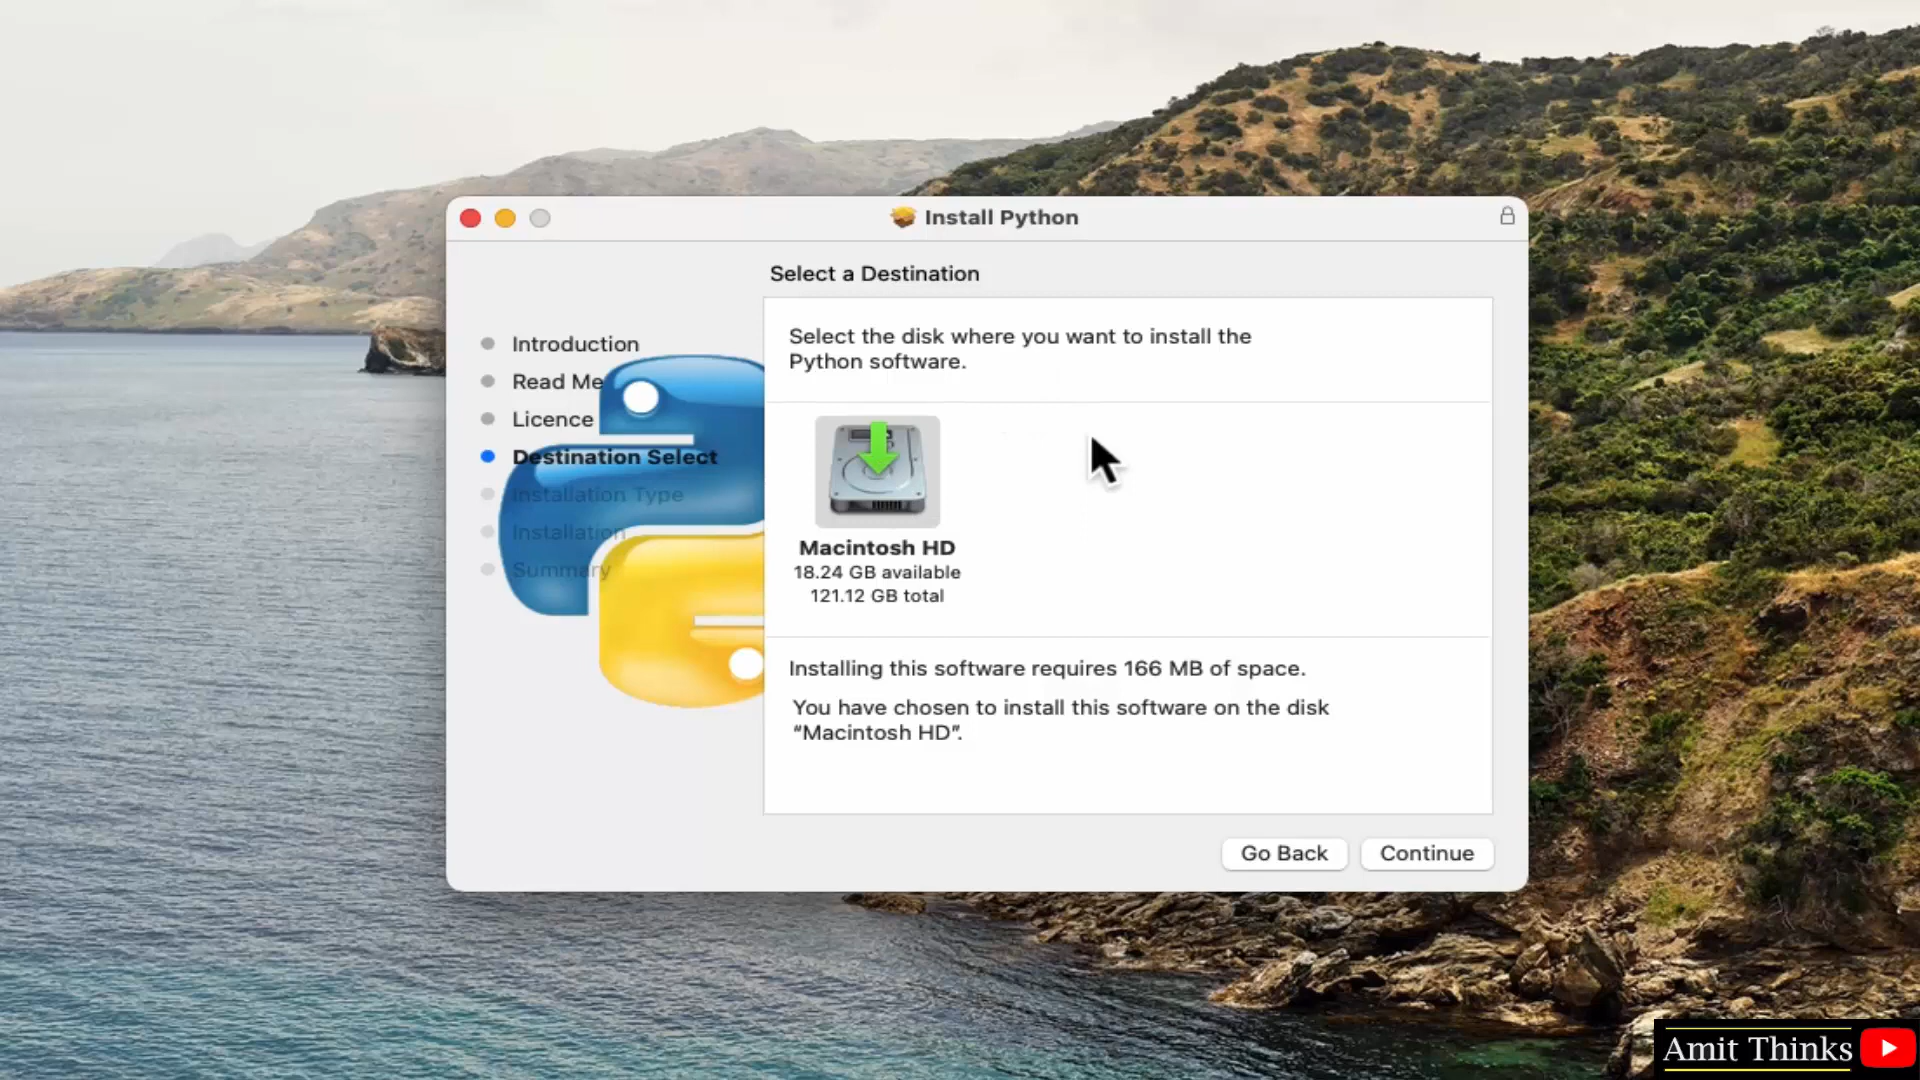 Install Python
Select a Destination
Introduction
Read Me
Licence
Destination Select
Installation Type
Installation
Summary
Select the disk where you want to install the
Python software.
Macintosh HD
18.24 GB available
121.12 GB total
Installing this software requires 166 MB of space.
You have chosen to install this software on the disk
“Macintosh HD”.
Go Back
Continue
Amit Thinks